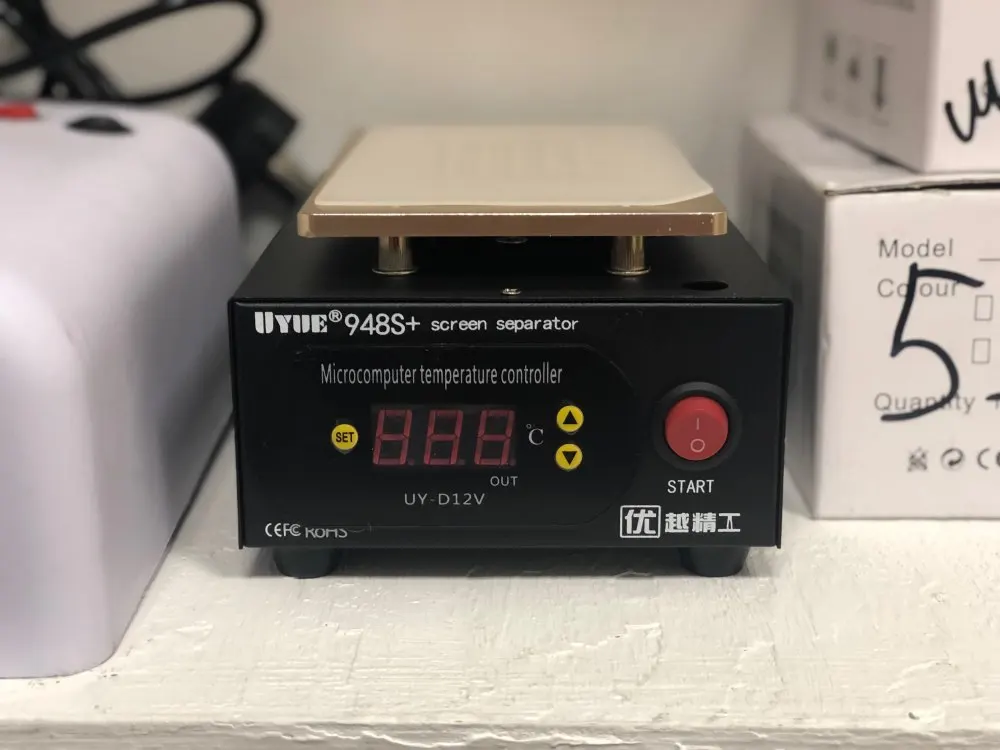 UYUE® 948S+ screen separator
Microcomputer temperature controller
SET
°C
OUT
UY-D12V
START
CE FC RoHS
优越精工
Model
Colour
5
Quantity